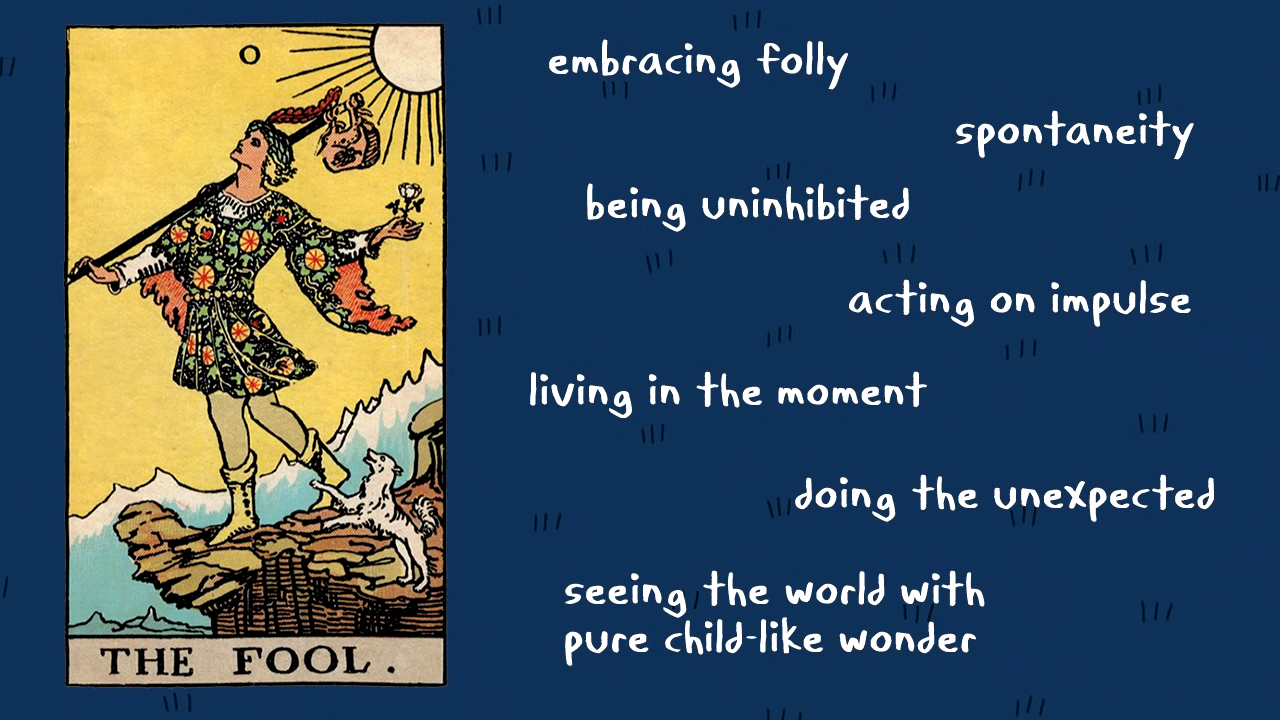 0
THE FOOL.
embracing folly
spontaneity
being uninhibited
acting on impulse
living in the moment
doing the unexpected
seeing the world with
pure child-like wonder